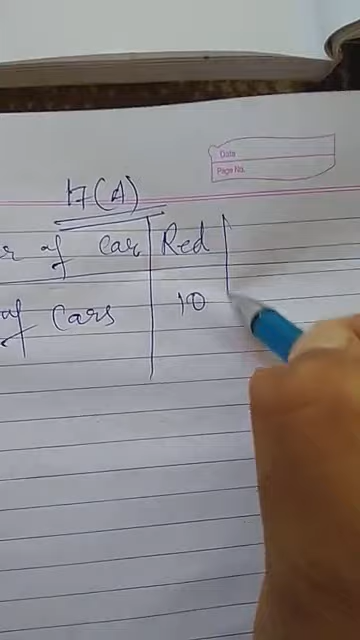 Date
Page No.
17(A)
r of car Red
of Cars 10